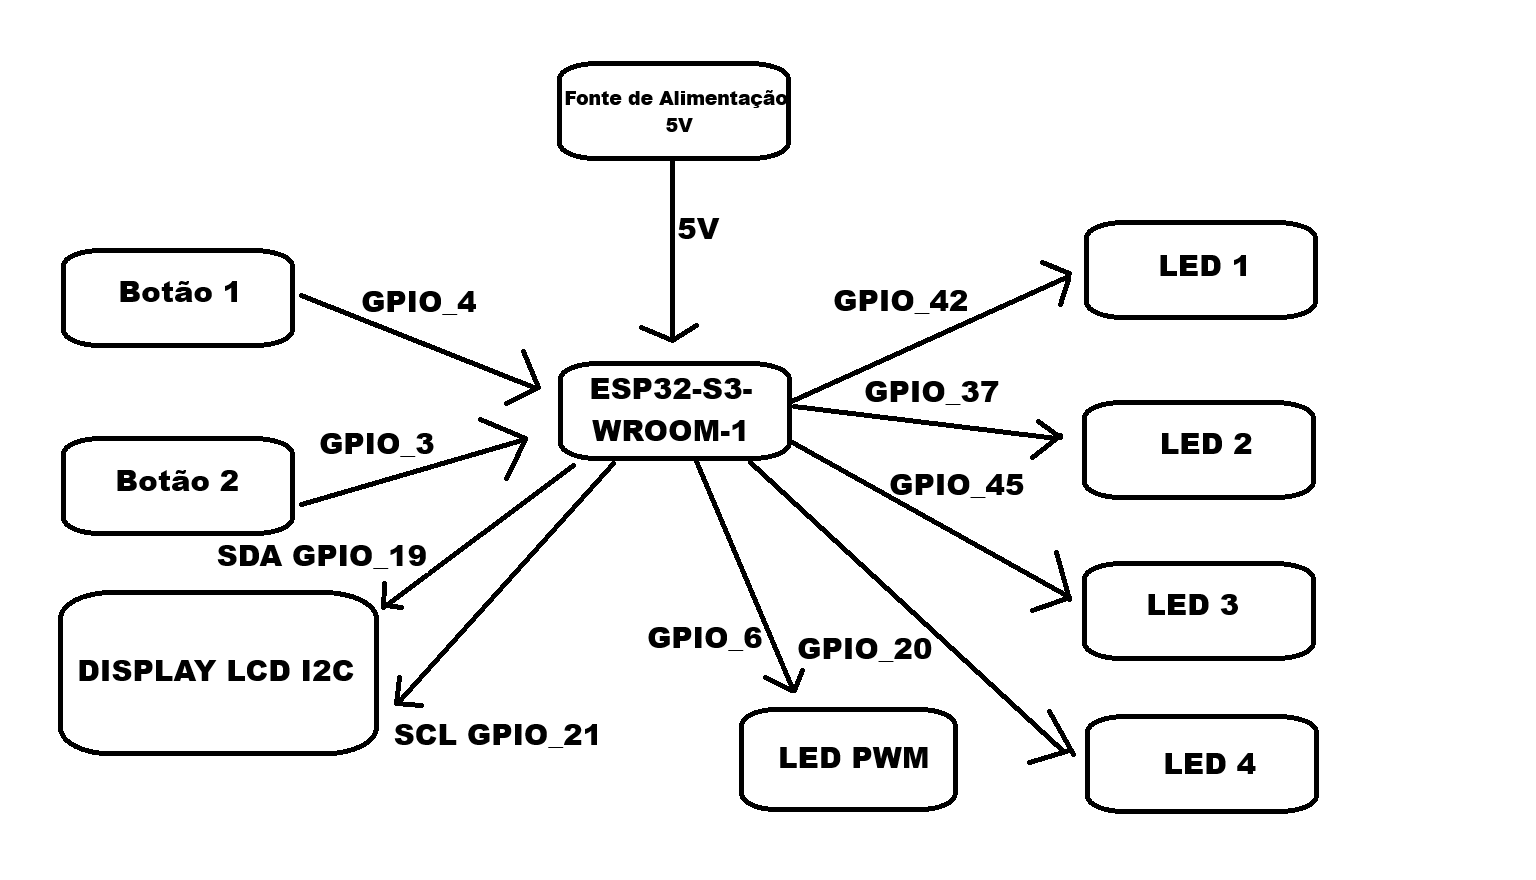 Fonte de Alimentação
5V
5V
Botão 1
GPIO_4
GPIO_42
LED 1
ESP32-S3-
WROOM-1
GPIO_37
LED 2
Botão 2
GPIO_3
GPIO_45
SDA GPIO_19
LED 3
DISPLAY LCD I2C
GPIO_6
GPIO_20
SCL GPIO_21
LED PWM
LED 4